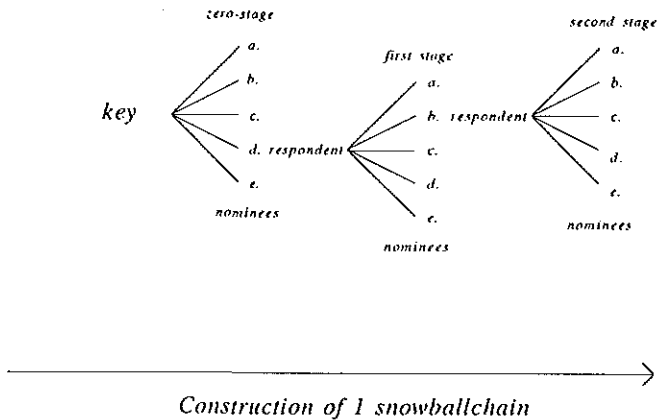 zero-stage
a.
b.
key
c.
d. respondent
e.
nominees
first stage
a.
b. respondent
c.
d.
e.
nominees
second stage
a.
b.
c.
d.
e.
nominees
Construction of 1 snowballchain